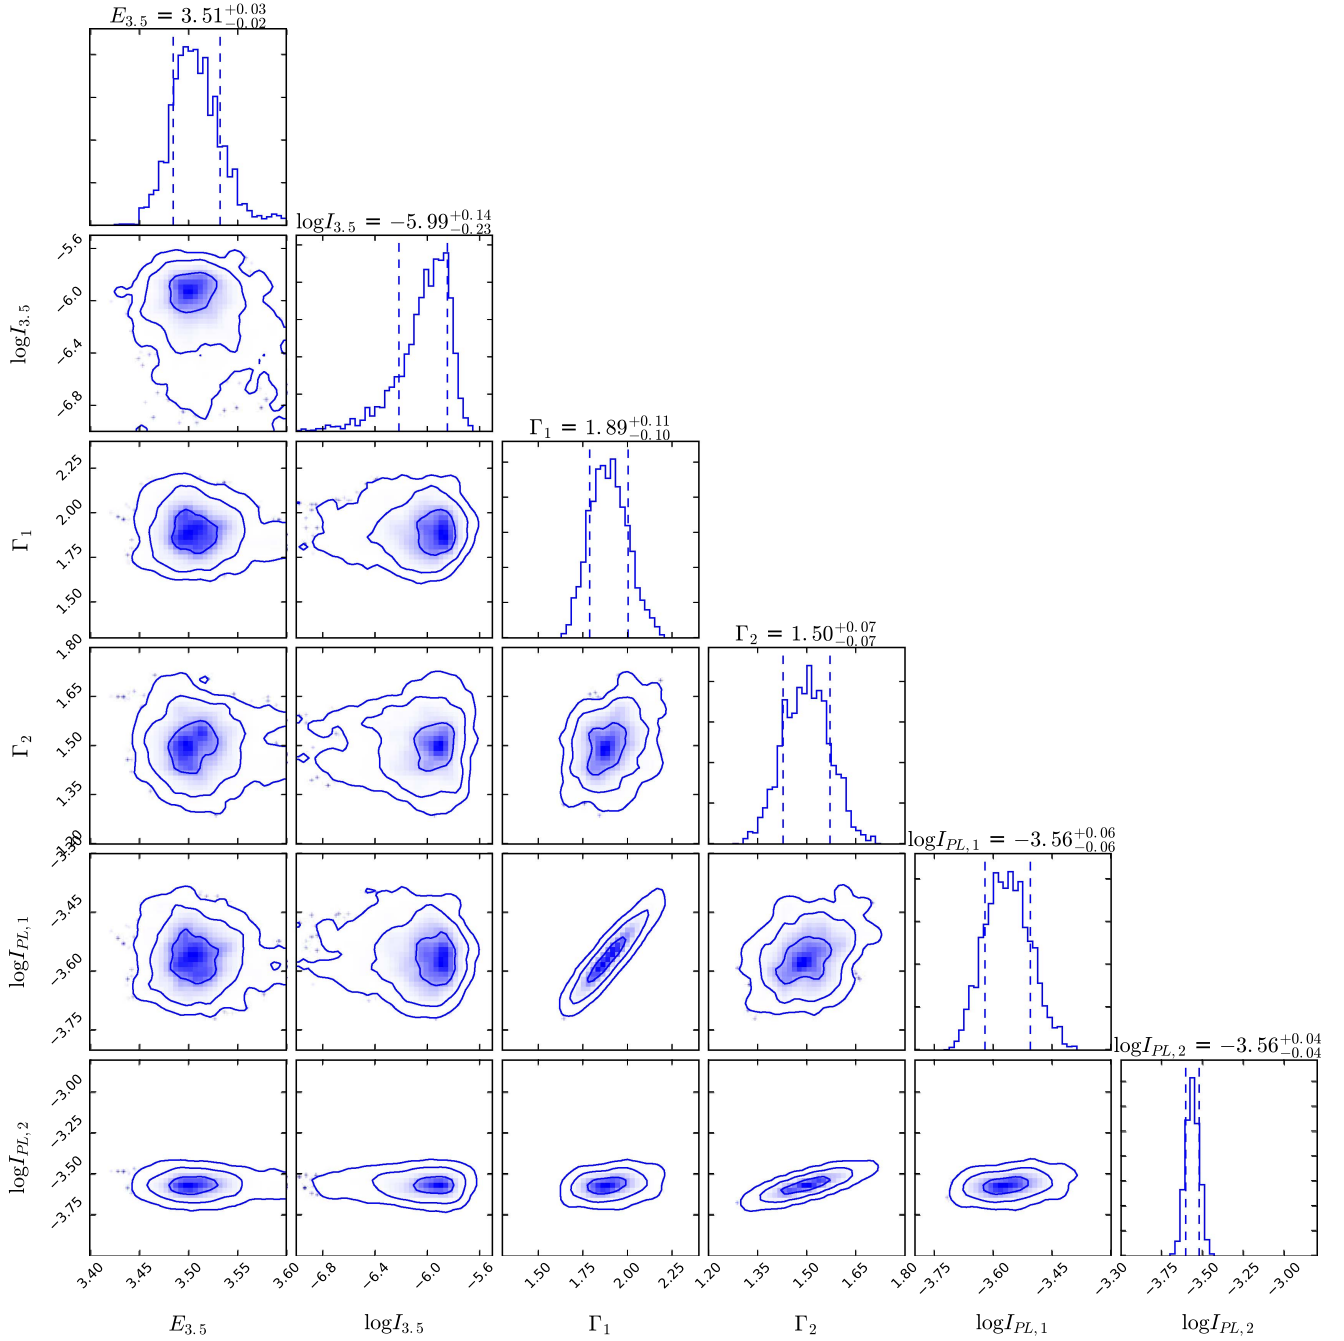 E_{3.5} = 3.51^{+0.03}_{-0.02}
logI_{3.5} = −5.99^{+0.14}_{-0.23}
−5.6
−6.0
−6.4
−6.8
logI_{3.5}
Γ_1 = 1.89^{+0.11}_{-0.10}
2.25
2.00
1.75
1.50
Γ_1
Γ_2 = 1.50^{+0.07}_{-0.07}
1.80
1.65
1.50
1.35
1.20
Γ_2
logI_{PL,1} = −3.56^{+0.06}_{-0.06}
−3.30
−3.45
−3.60
−3.75
logI_{PL,1}
logI_{PL,2} = −3.56^{+0.04}_{-0.04}
−3.00
−3.25
−3.50
−3.75
logI_{PL,2}
3.40 3.45 3.50 3.55 3.60 −6.8 −6.4 −6.0 −5.6 1.50 1.75 2.00 2.25 1.20 1.35 1.50 1.65 1.80 −3.75 −3.60 −3.45 −3.30 −3.75 −3.50 −3.25 −3.00
E_{3.5} logI_{3.5} Γ_1 Γ_2 logI_{PL,1} logI_{PL,2}